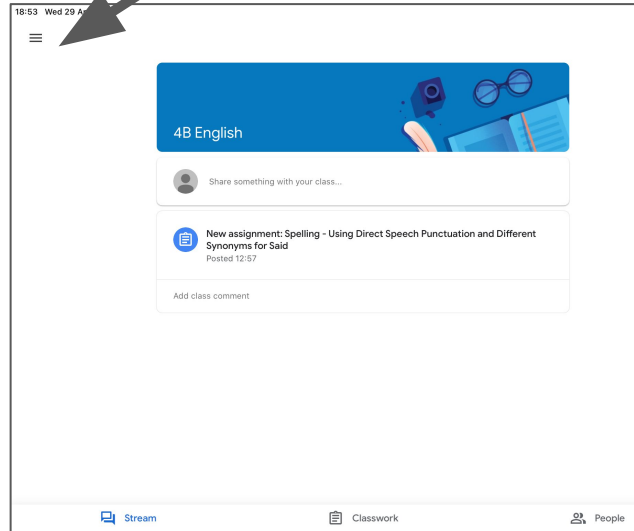 18:53 Wed 29 A
4B English
Share something with your class...
New assignment: Spelling - Using Direct Speech Punctuation and Different
Synonyms for Said
Posted 12:57
Add class comment
Stream
Classwork
People